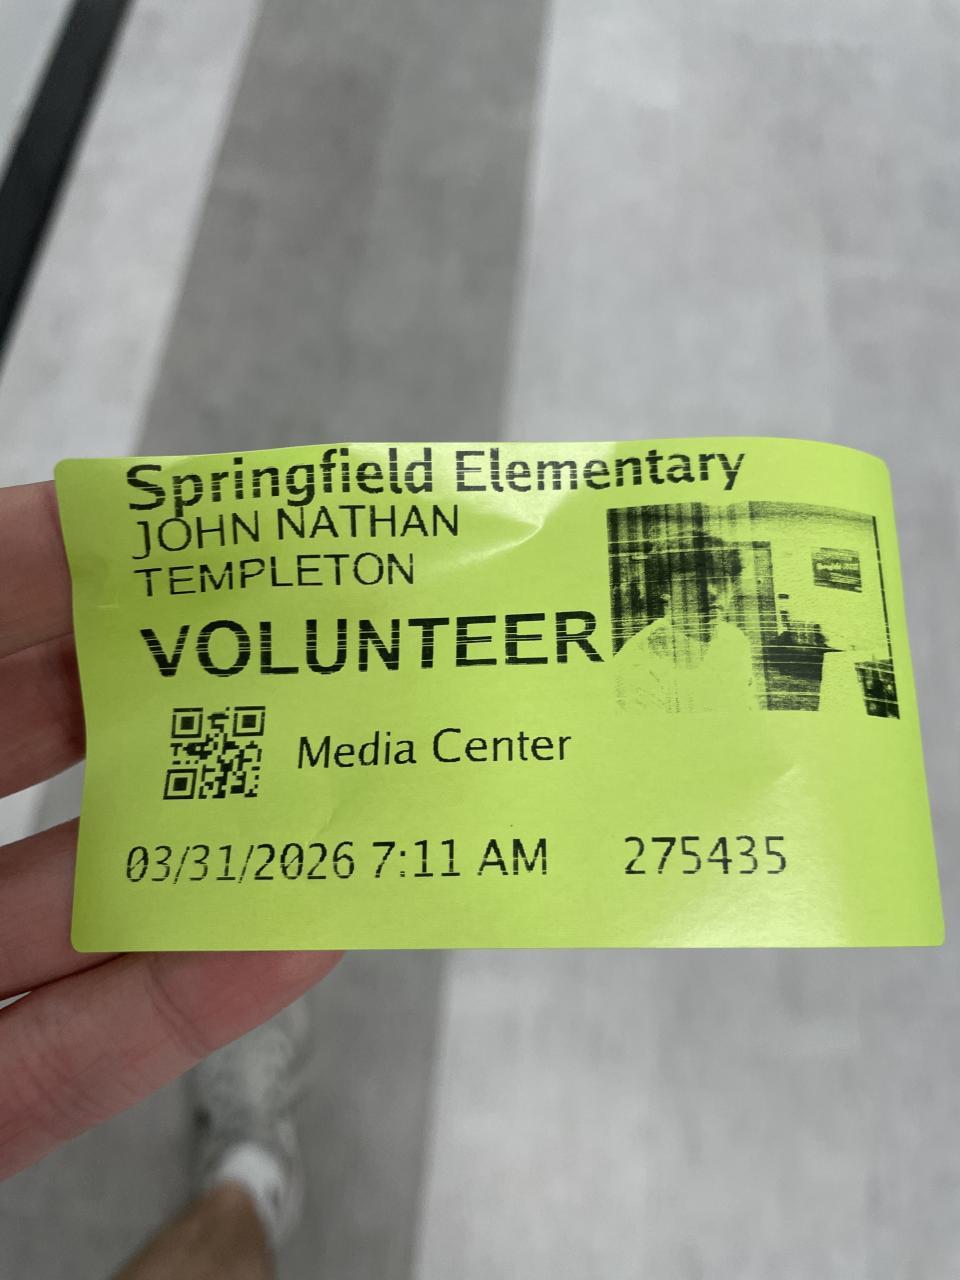 Springfield Elementary
JOHN NATHAN
TEMPLETON
VOLUNTEER
Media Center
03/31/2026 7:11 AM 275435